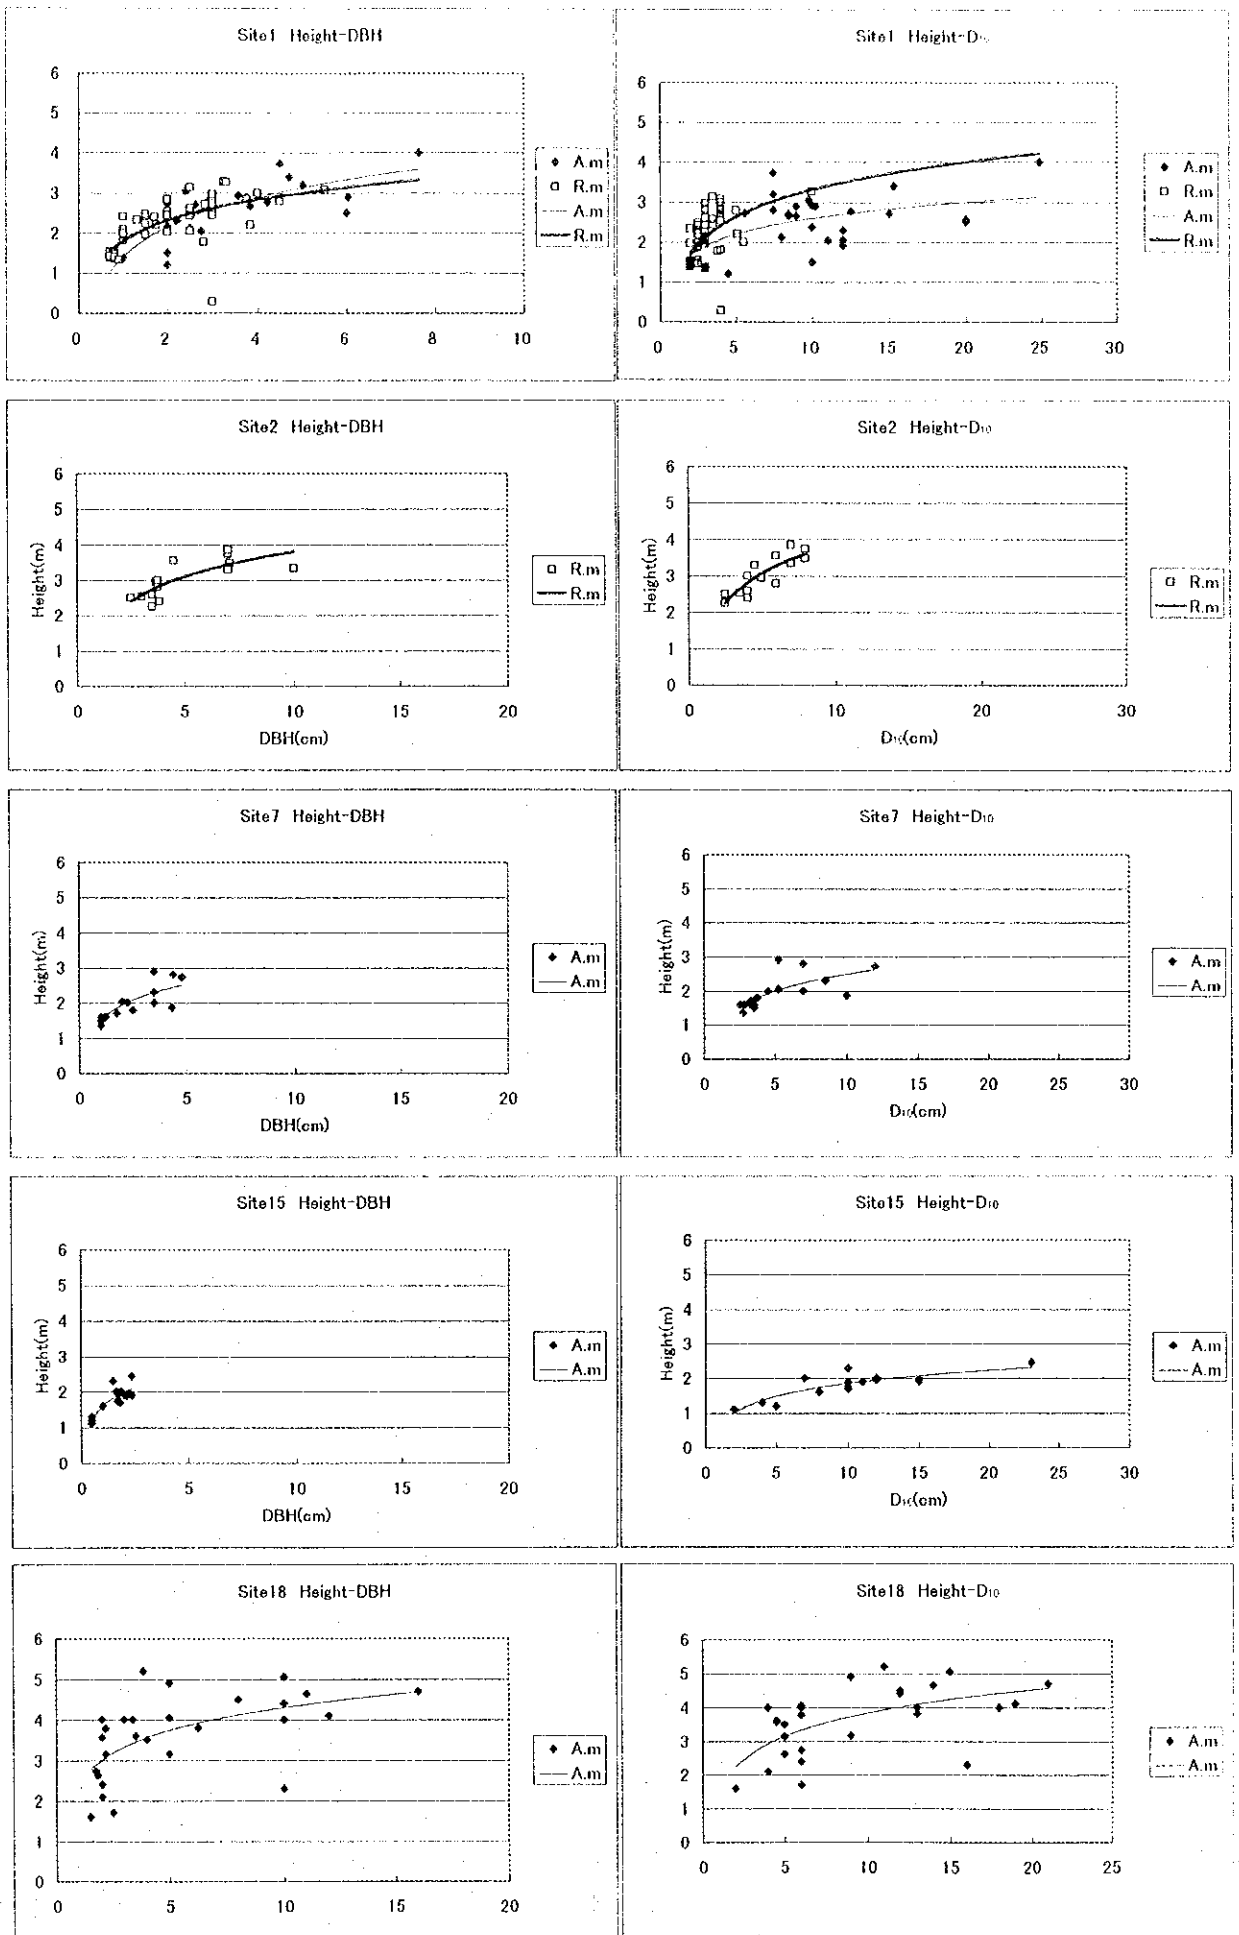 Site1 Height-DBH
6
5
4
3
2
1
0
0 2 4 6 8 10
A.m
R.m
A.m
R.m
Site1 Height-D₁₀
6
5
4
3
2
1
0
0 5 10 15 20 25 30
A.m
R.m
A.m
R.m
Site2 Height-DBH
Height(m)
6
5
4
3
2
1
0
0 5 10 15 20
DBH(cm)
R.m
R.m
Site2 Height-D₁₀
Height(m)
6
5
4
3
2
1
0
0 10 20 30
D₁₀(cm)
R.m
R.m
Site7 Height-DBH
Height(m)
6
5
4
3
2
1
0
0 5 10 15 20
DBH(cm)
A.m
A.m
Site7 Height-D₁₀
Height(m)
6
5
4
3
2
1
0
0 5 10 15 20 25 30
D₁₀(cm)
A.m
A.m
Site15 Height-DBH
Height(m)
6
5
4
3
2
1
0
0 5 10 15 20
DBH(cm)
A.m
A.m
Site15 Height-D₁₀
Height(m)
6
5
4
3
2
1
0
0 5 10 15 20 25 30
D₁₀(cm)
A.m
A.m
Site18 Height-DBH
6
5
4
3
2
1
0
0 5 10 15 20
A.m
A.m
Site18 Height-D₁₀
6
5
4
3
2
1
0
0 5 10 15 20 25
A.m
A.m